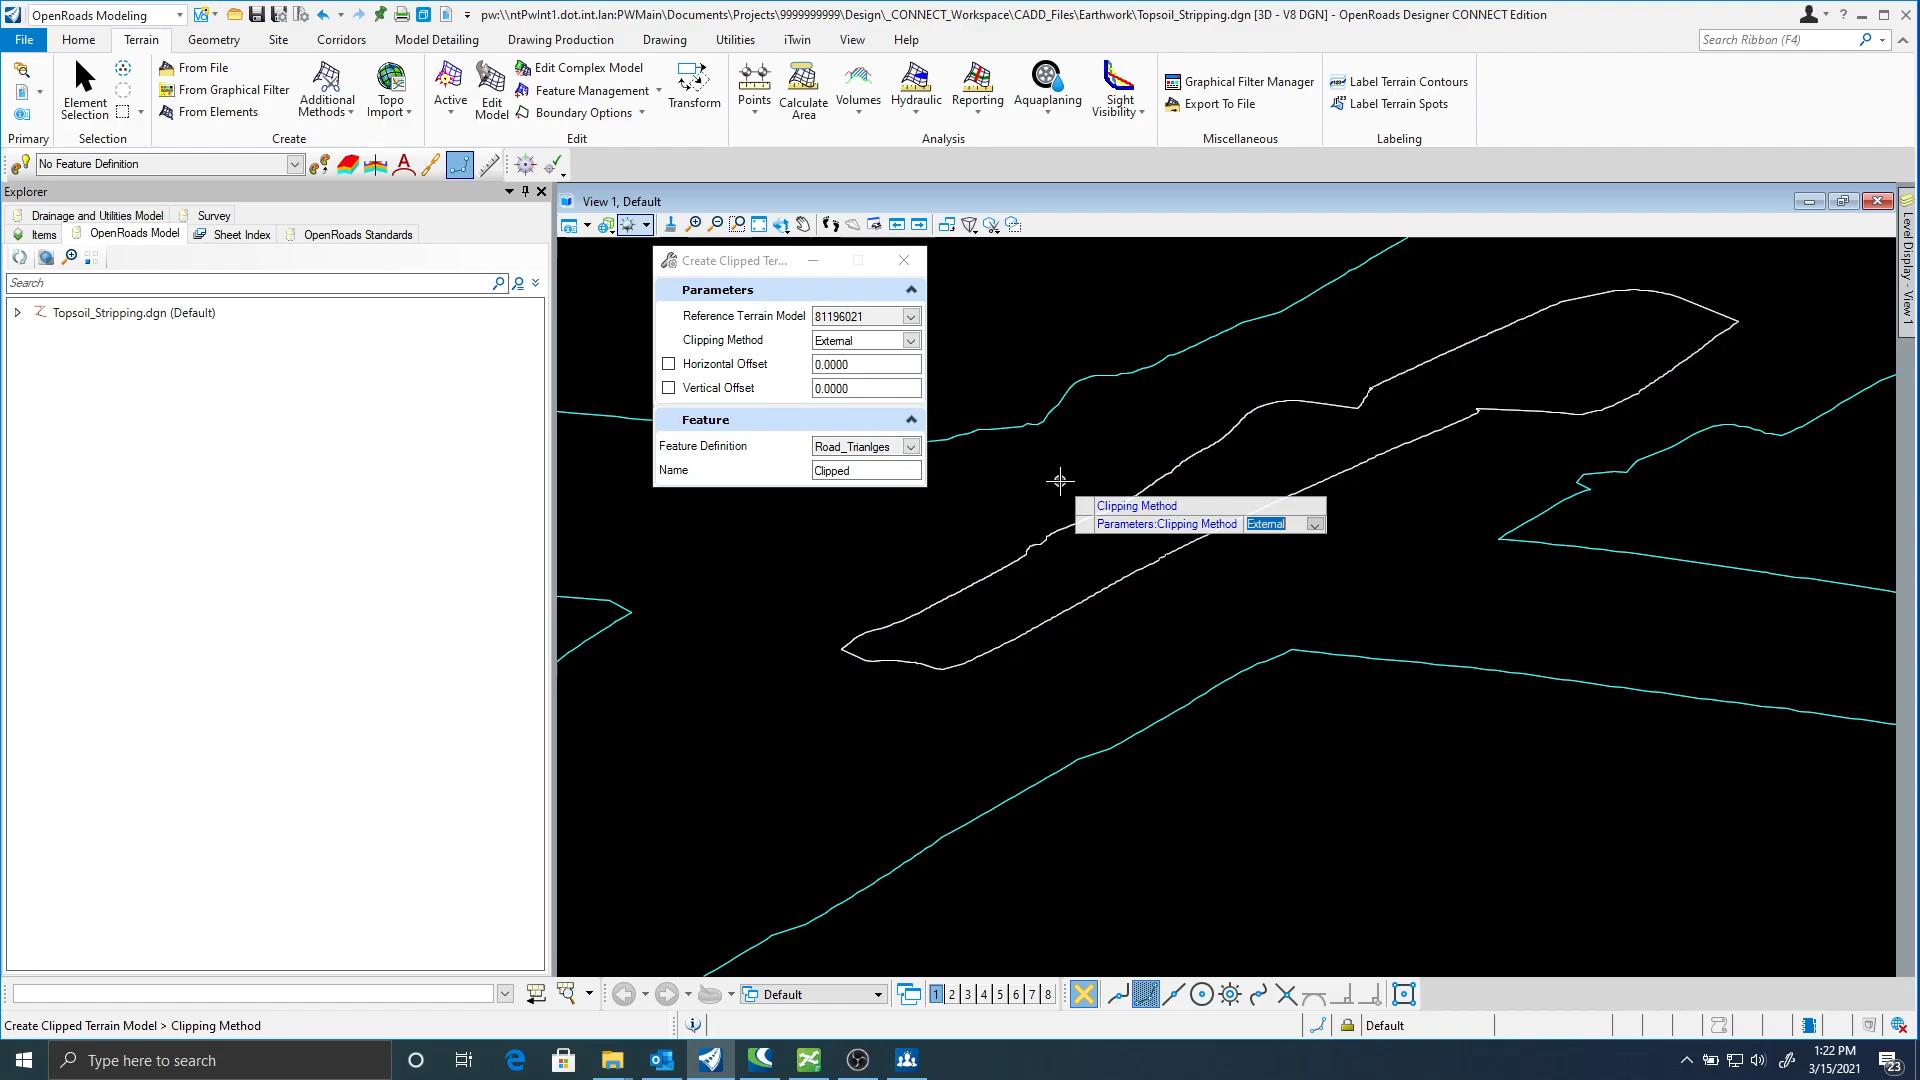 OpenRoads Modeling
pw:\\ntPwInt1.dot.int.lan:PWMain\Documents\Projects\9999999999\Design\_CONNECT_Workspace\CADD_Files\Earthwork\Topsoil_Stripping.dgn [3D - V8 DGN] - OpenRoads Designer CONNECT Edition
File Home Terrain Geometry Site Corridors Model Detailing Drawing Production Drawing Utilities iTwin View Help
Search Ribbon (F4)
Element Selection
From File
From Graphical Filter
From Elements
Additional Methods
Topo Import
Active
Edit Model
Edit Complex Model
Feature Management
Boundary Options
Transform
Points
Calculate Area
Volumes
Hydraulic
Reporting
Aquaplaning
Sight Visibility
Graphical Filter Manager
Export To File
Label Terrain Contours
Label Terrain Spots
Primary Selection Create Edit Analysis Miscellaneous Labeling
No Feature Definition
Explorer
Drainage and Utilities Model Survey
Items OpenRoads Model Sheet Index OpenRoads Standards
Search
Topsoil_Stripping.dgn (Default)
View 1, Default
Level Display - View 1
Create Clipped Ter...
Parameters
Reference Terrain Model 81196021
Clipping Method External
Horizontal Offset 0.0000
Vertical Offset 0.0000
Feature
Feature Definition Road_Trianlges
Name Clipped
Clipping Method
Parameters:Clipping Method External
Default
1 2 3 4 5 6 7 8
Create Clipped Terrain Model > Clipping Method
Default
Type here to search
1:22 PM
3/15/2021
23